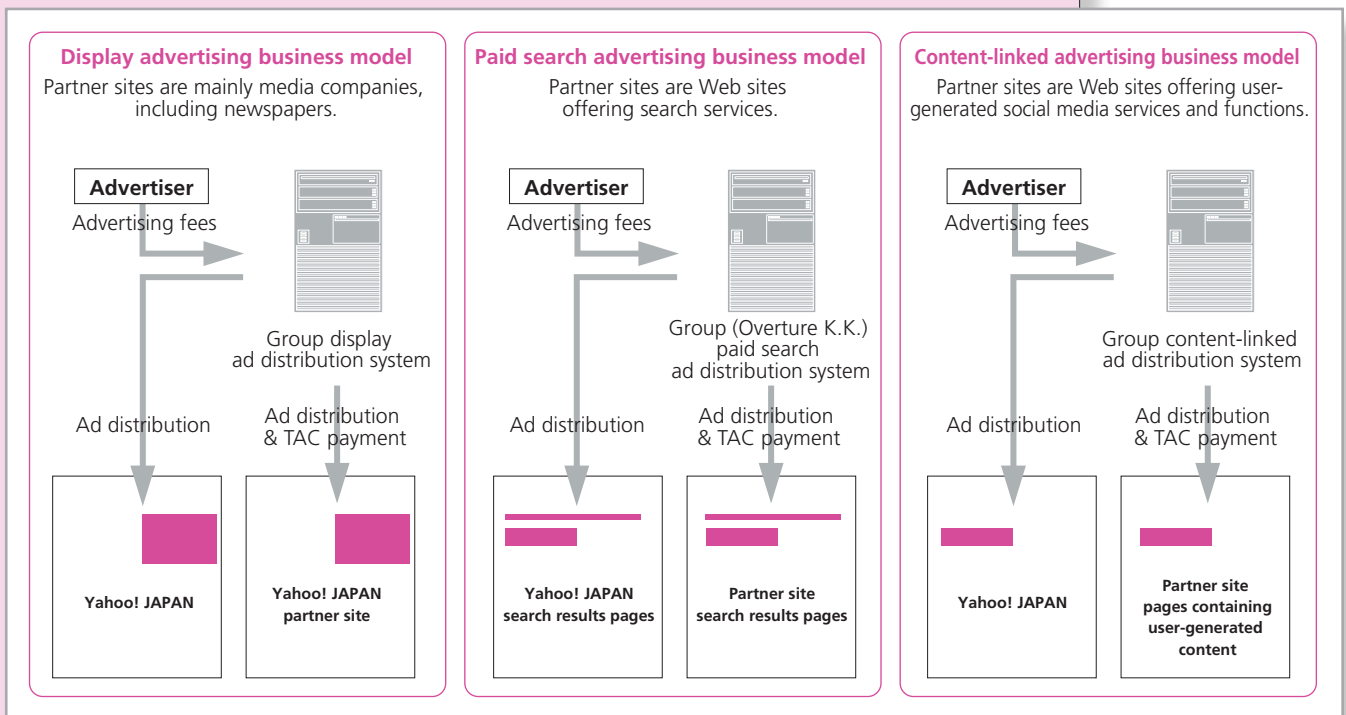 Display advertising business model
Partner sites are mainly media companies,
including newspapers.
Advertiser
Advertising fees
Group display
ad distribution system
Ad distribution
Ad distribution
& TAC payment
Yahoo! JAPAN
Yahoo! JAPAN
partner site
Paid search advertising business model
Partner sites are Web sites
offering search services.
Advertiser
Advertising fees
Group (Overture K.K.)
paid search
ad distribution system
Ad distribution
Ad distribution
& TAC payment
Yahoo! JAPAN
search results pages
Partner site
search results pages
Content-linked advertising business model
Partner sites are Web sites offering user-
generated social media services and functions.
Advertiser
Advertising fees
Group content-linked
ad distribution system
Ad distribution
Ad distribution
& TAC payment
Yahoo! JAPAN
Partner site
pages containing
user-generated
content